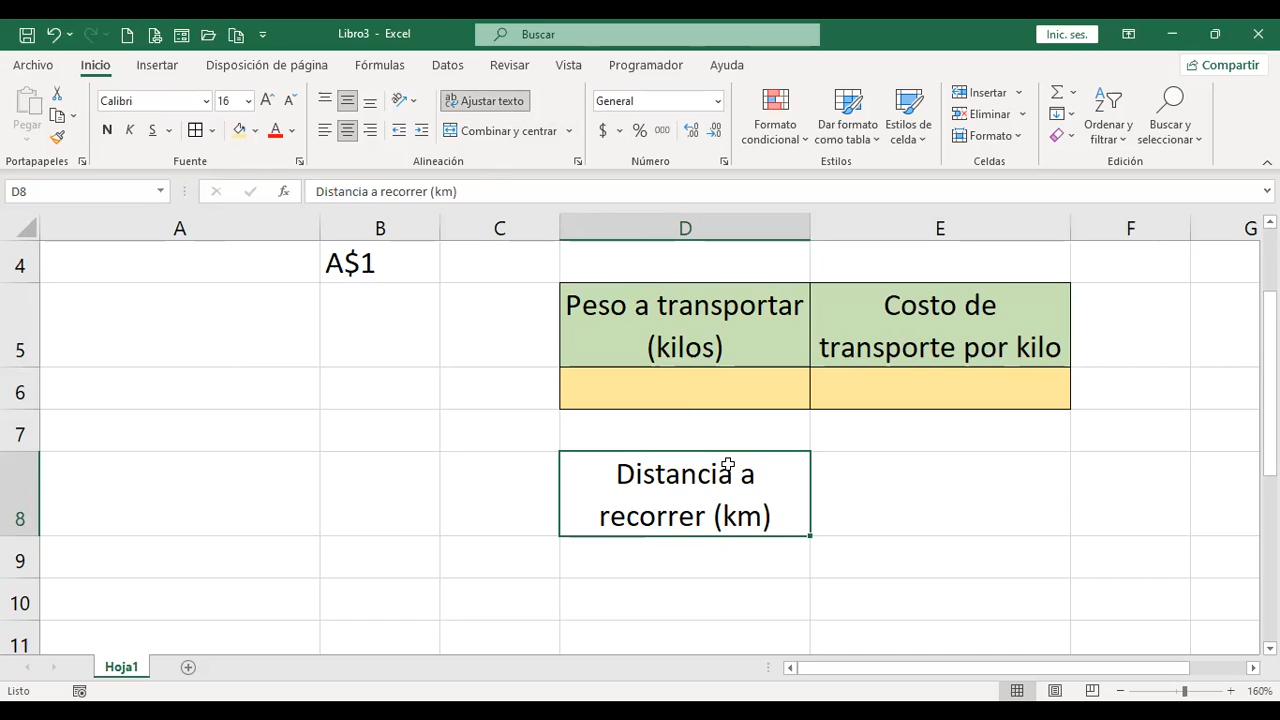 Libro3 - Excel
Buscar
Inic. ses.
Archivo
Inicio
Insertar
Disposición de página
Fórmulas
Datos
Revisar
Vista
Programador
Ayuda
Compartir
Pegar
Portapapeles
Calibri
16
N K S
Fuente
Ajustar texto
Combinar y centrar
Alineación
General
$ % 000
Número
Formato
condicional
Dar formato
como tabla
Estilos de
celda
Estilos
Insertar
Eliminar
Formato
Celdas
Ordenar y
filtrar
Buscar y
seleccionar
Edición
D8
fx
Distancia a recorrer (km)
A B C D E F G
4
A$1
5
Peso a transportar
(kilos)
Costo de
transporte por kilo
6
7
8
Distancia a
recorrer (km)
9
10
11
Hoja1
Listo
160%